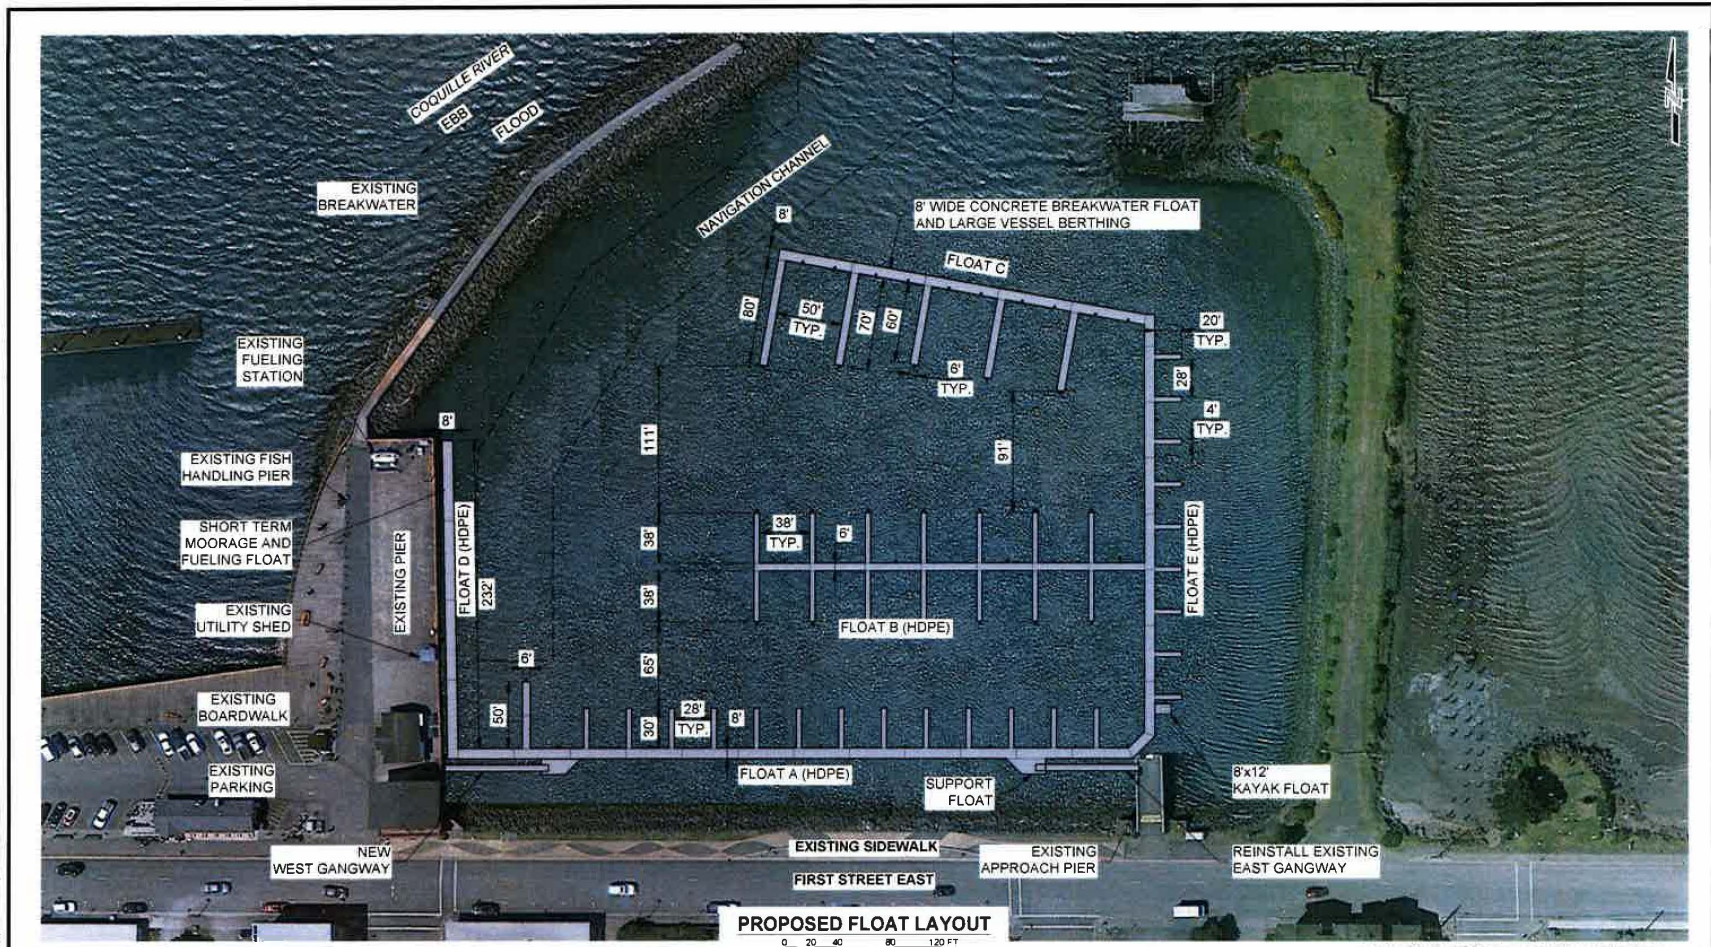 COQUILLE RIVER
EBB
FLOOD
EXISTING
BREAKWATER
NAVIGATION CHANNEL
8'
8' WIDE CONCRETE BREAKWATER FLOAT
AND LARGE VESSEL BERTHING
N
FLOAT C
80'
50'
TYP.
70'
60'
6'
TYP.
20'
TYP.
28'
4'
TYP.
EXISTING
FUELING
STATION
8'
111'
91'
EXISTING FISH
HANDLING PIER
SHORT TERM
MOORAGE AND
FUELING FLOAT
EXISTING PIER
FLOAT D (HDPE)
232'
38'
38'
TYP.
6'
FLOAT E (HDPE)
38'
EXISTING
UTILITY SHED
FLOAT B (HDPE)
65'
6'
50'
30'
28'
TYP.
8'
EXISTING
BOARDWALK
EXISTING
PARKING
FLOAT A (HDPE)
SUPPORT
FLOAT
8'x12'
KAYAK FLOAT
NEW
WEST GANGWAY
EXISTING SIDEWALK
EXISTING
APPROACH PIER
REINSTALL EXISTING
EAST GANGWAY
FIRST STREET EAST
PROPOSED FLOAT LAYOUT
0 20 40 80 120 FT